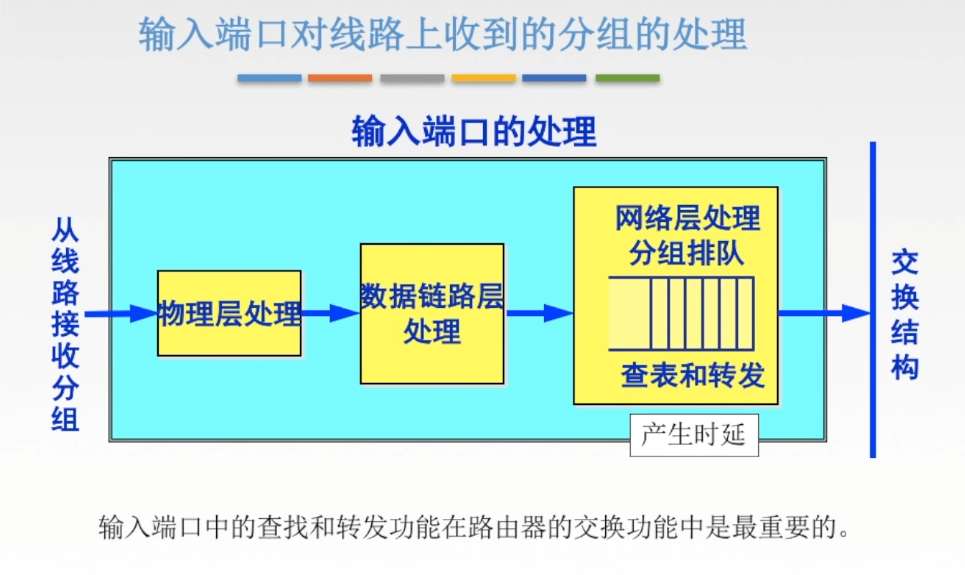 输入端口对线路上收到的分组的处理
输入端口的处理
从线路接收分组
物理层处理
数据链路层
处理
网络层处理
分组排队
查表和转发
产生时延
交换结构
输入端口中的查找和转发功能在路由器的交换功能中是最重要的。